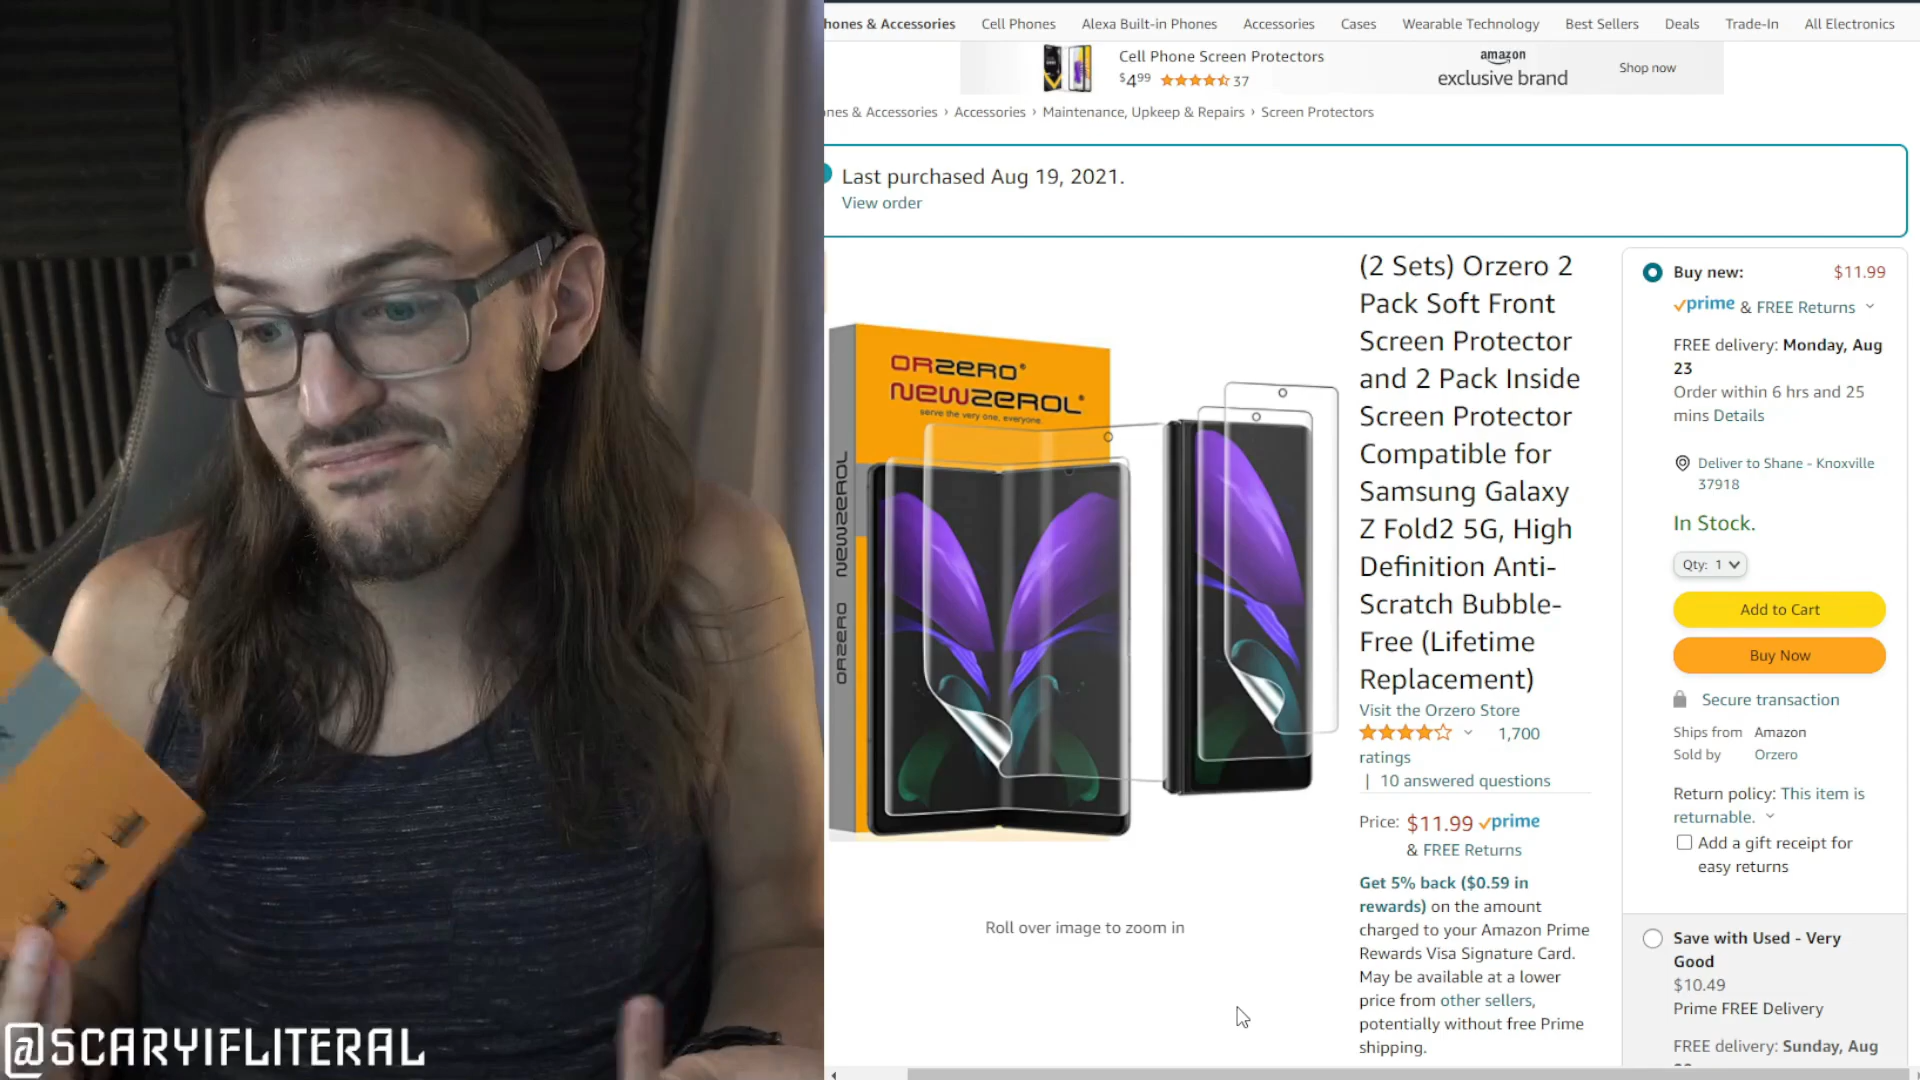 hones & Accessories Cell Phones Alexa Built-in Phones Accessories Cases Wearable Technology Best Sellers Deals Trade-In All Electronics
Cell Phone Screen Protectors
$4.99 37
amazon
exclusive brand
Shop now
nes & Accessories › Accessories › Maintenance, Upkeep & Repairs › Screen Protectors
Last purchased Aug 19, 2021.
View order
ORZERO®
NEWZEROL®
serve the very one, everyone.
ORZERO NEWZEROL
Roll over image to zoom in
(2 Sets) Orzero 2
Pack Soft Front
Screen Protector
and 2 Pack Inside
Screen Protector
Compatible for
Samsung Galaxy
Z Fold2 5G, High
Definition Anti-
Scratch Bubble-
Free (Lifetime
Replacement)
Visit the Orzero Store
1,700
ratings
| 10 answered questions
Price: $11.99 prime
& FREE Returns
Get 5% back ($0.59 in
rewards) on the amount
charged to your Amazon Prime
Rewards Visa Signature Card.
May be available at a lower
price from other sellers,
potentially without free Prime
shipping.
Buy new: $11.99
prime & FREE Returns
FREE delivery: Monday, Aug
23
Order within 6 hrs and 25
mins Details
Deliver to Shane - Knoxville
37918
In Stock.
Qty: 1
Add to Cart
Buy Now
Secure transaction
Ships from Amazon
Sold by Orzero
Return policy: This item is
returnable.
Add a gift receipt for
easy returns
Save with Used - Very
Good
$10.49
Prime FREE Delivery
FREE delivery: Sunday, Aug
@SCARYIFLITERAL